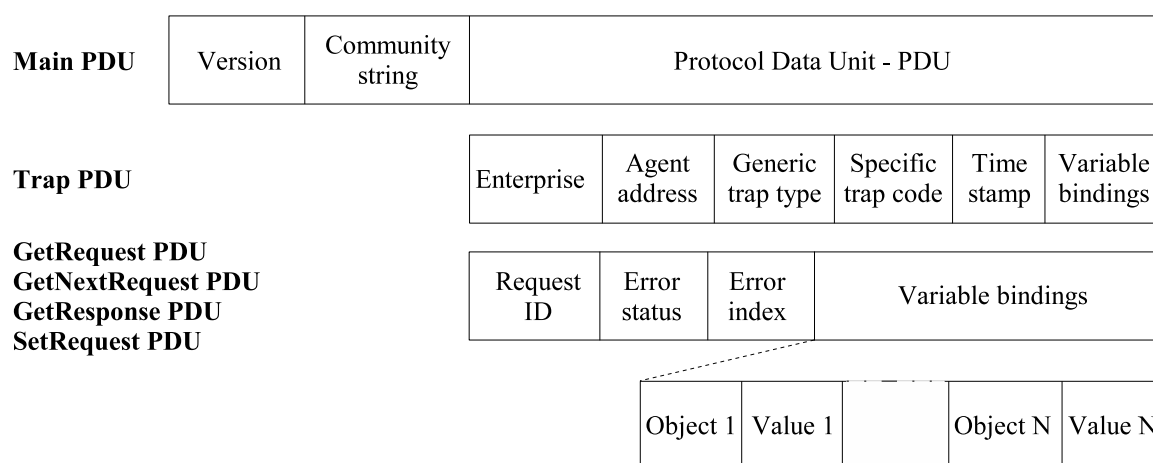 Main PDU
Version
Community
string
Protocol Data Unit - PDU
Trap PDU
Enterprise
Agent
address
Generic
trap type
Specific
trap code
Time
stamp
Variable
bindings
GetRequest PDU
GetNextRequest PDU
GetResponse PDU
SetRequest PDU
Request
ID
Error
status
Error
index
Variable bindings
Object 1
Value 1
Object N
Value N